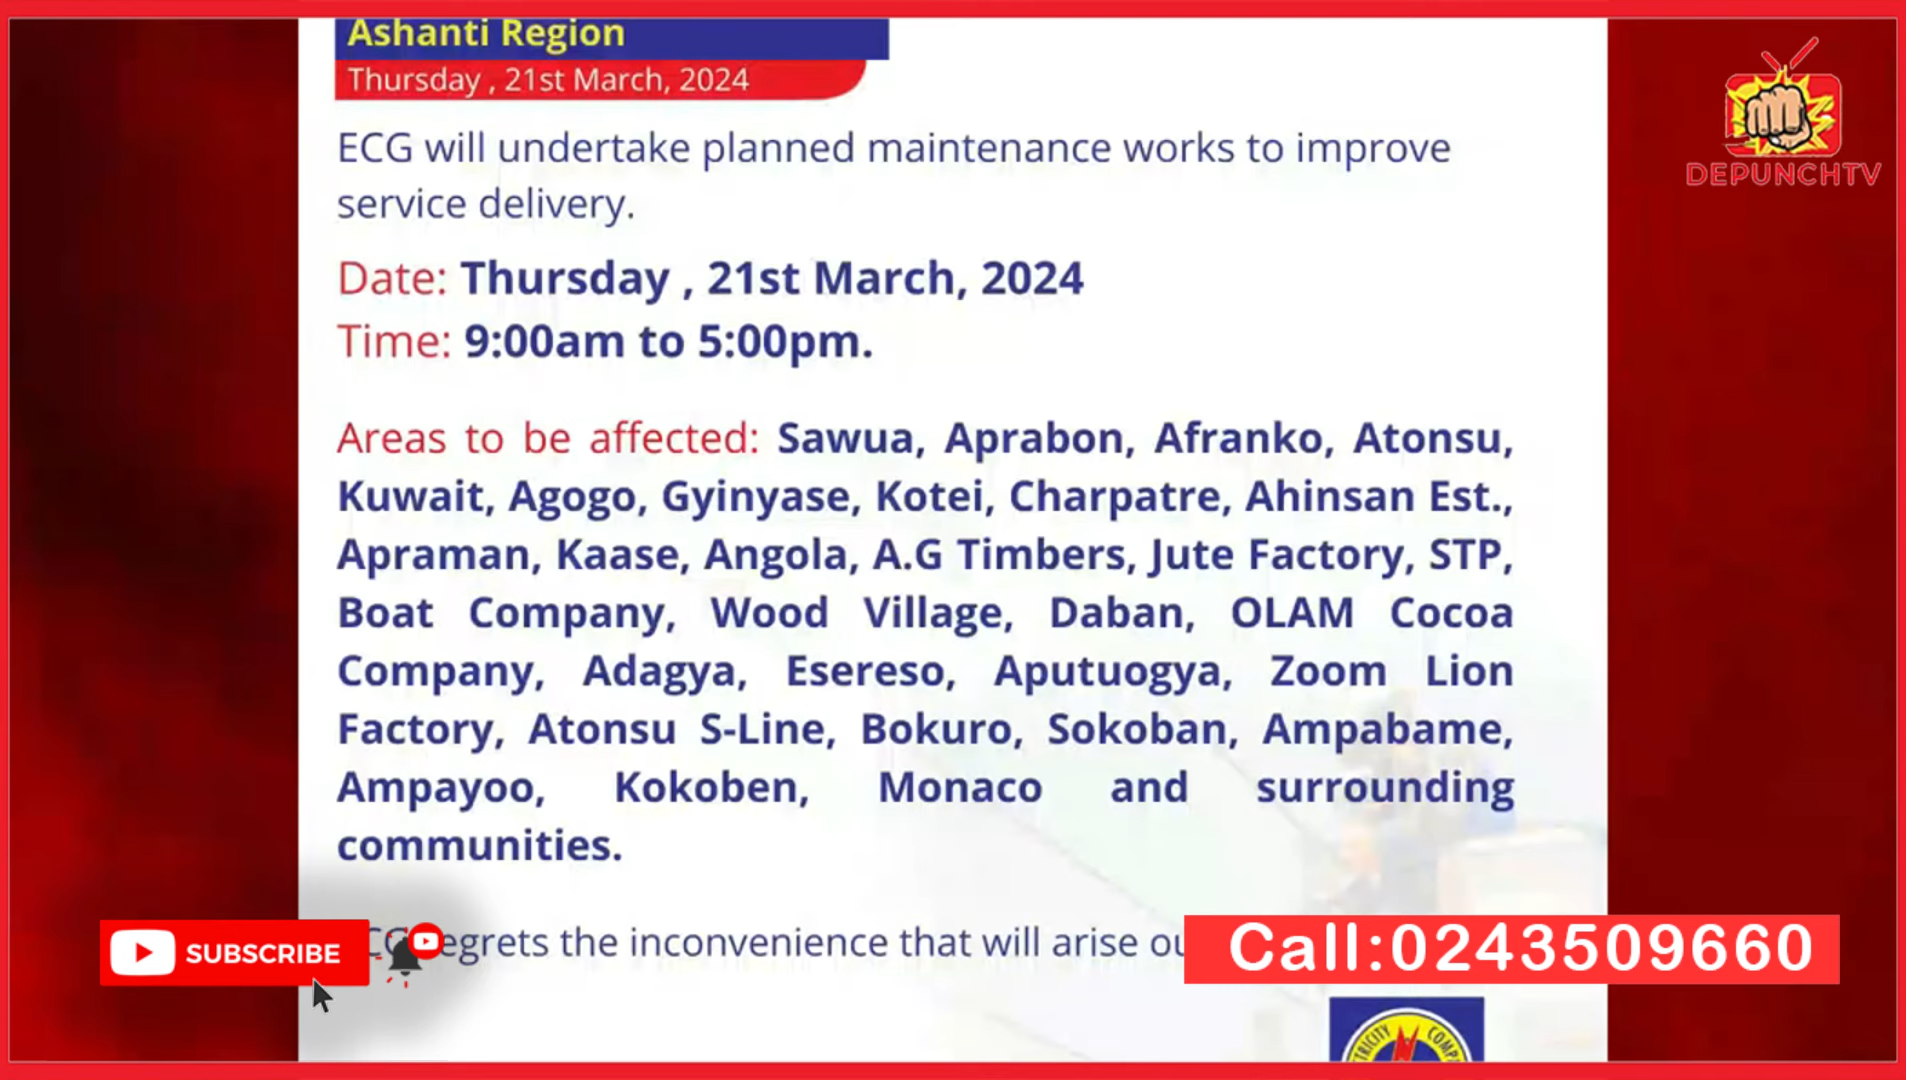 Ashanti Region
Thursday , 21st March, 2024
DEPUNCHTV
ECG will undertake planned maintenance works to improve
service delivery.
Date: Thursday , 21st March, 2024
Time: 9:00am to 5:00pm.
Areas to be affected: Sawua, Aprabon, Afranko, Atonsu,
Kuwait, Agogo, Gyinyase, Kotei, Charpatre, Ahinsan Est.,
Apraman, Kaase, Angola, A.G Timbers, Jute Factory, STP,
Boat Company, Wood Village, Daban, OLAM Cocoa
Company, Adagya, Esereso, Aputuogya, Zoom Lion
Factory, Atonsu S-Line, Bokuro, Sokoban, Ampabame,
Ampayoo, Kokoben, Monaco and surrounding
communities.
the inconvenience that will arise
SUBSCRIBE
Call:0243509660